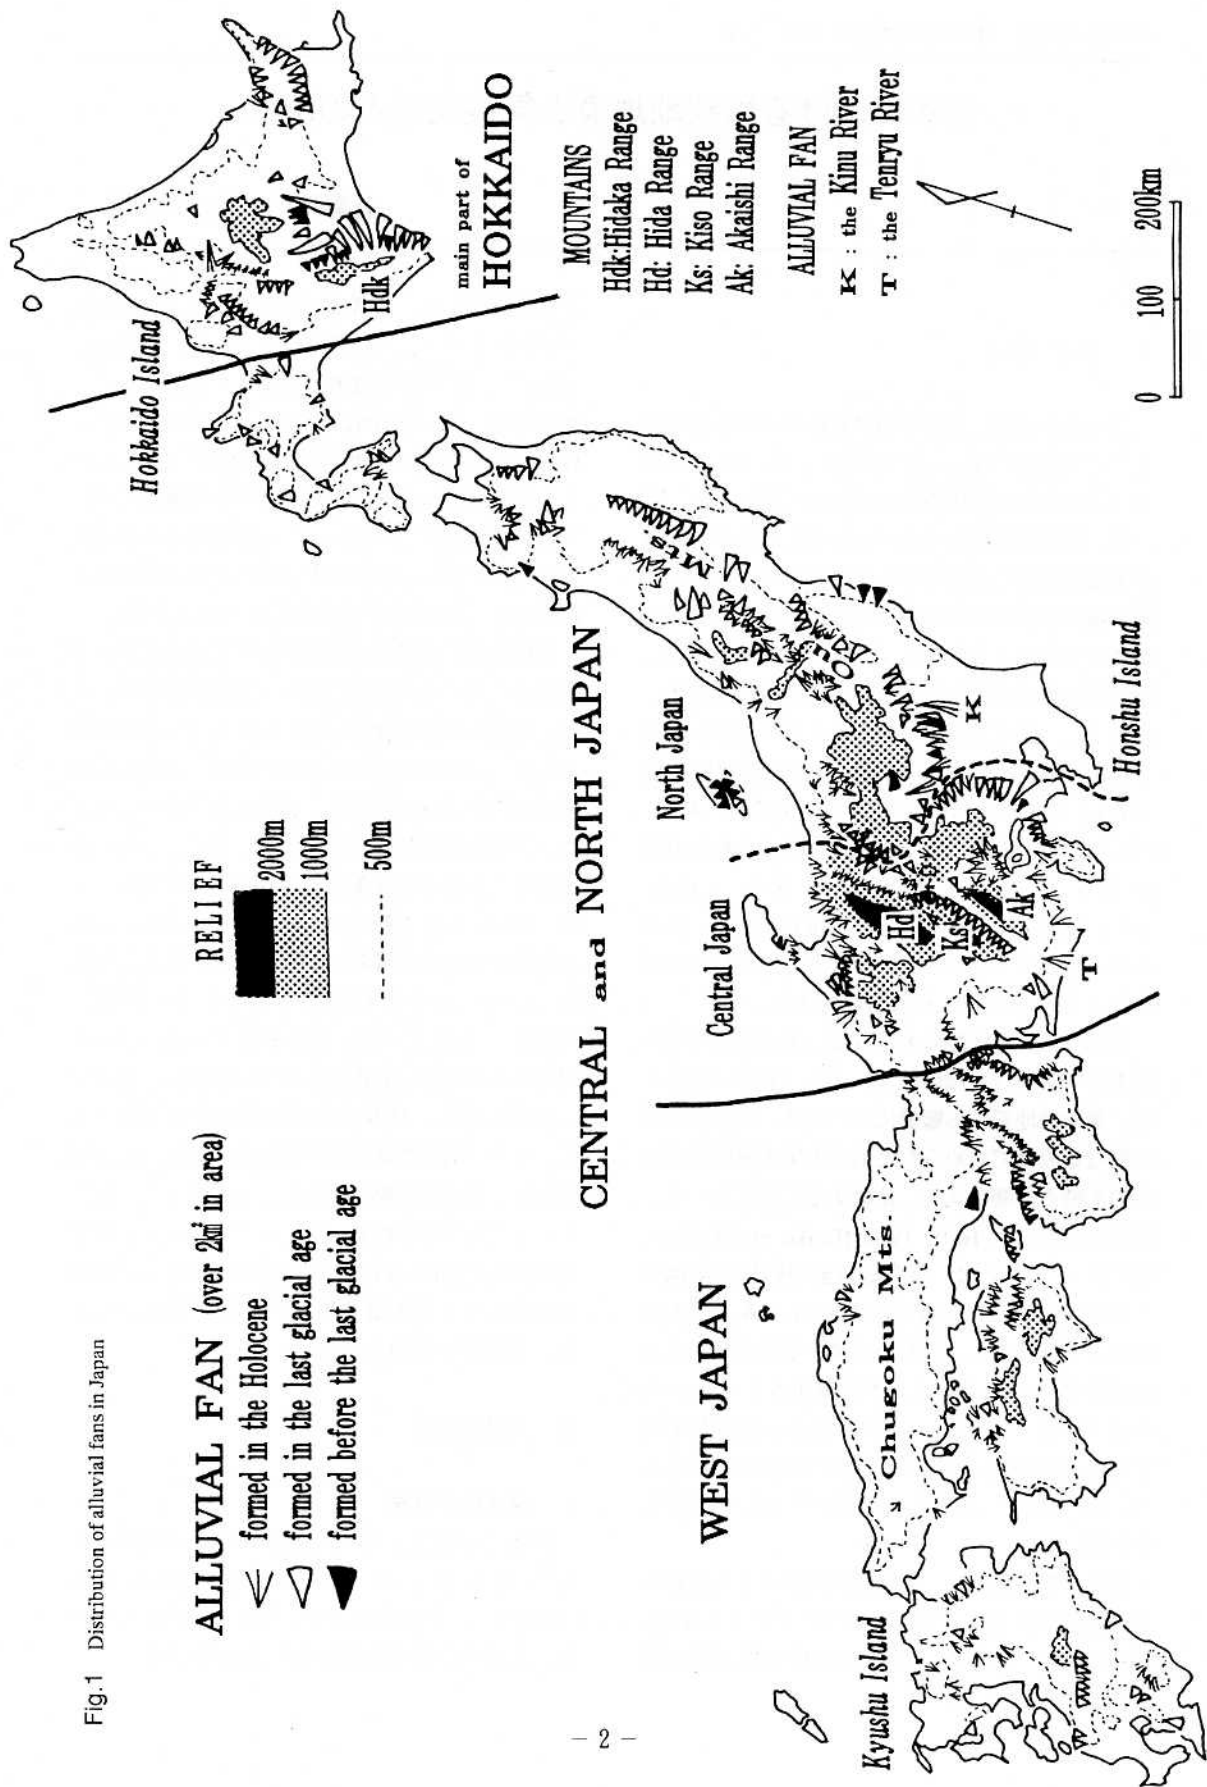 Fig.1 Distribution of alluvial fans in Japan
ALLUVIAL FAN (over 2km² in area)
formed in the Holocene
formed in the last glacial age
formed before the last glacial age
RELIEF
2000m
1000m
500m
WEST JAPAN
CENTRAL and NORTH JAPAN
main part of
HOKKAIDO
Hokkaido Island
Hdk
North Japan
Central Japan
Ou Mts.
Hd
Ks
Ak
K
T
Honshu Island
Chugoku Mts.
Kyushu Island
MOUNTAINS
Hdk:Hidaka Range
Hd: Hida Range
Ks: Kiso Range
Ak: Akaishi Range
ALLUVIAL FAN
K : the Kinu River
T : the Tenryu River
0 100 200km
– 2 –